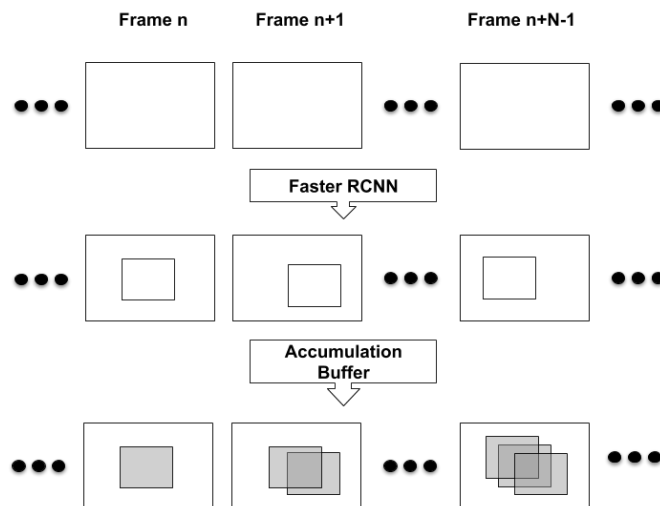 Frame n
Frame n+1
Frame n+N-1
Faster RCNN
Accumulation
Buffer